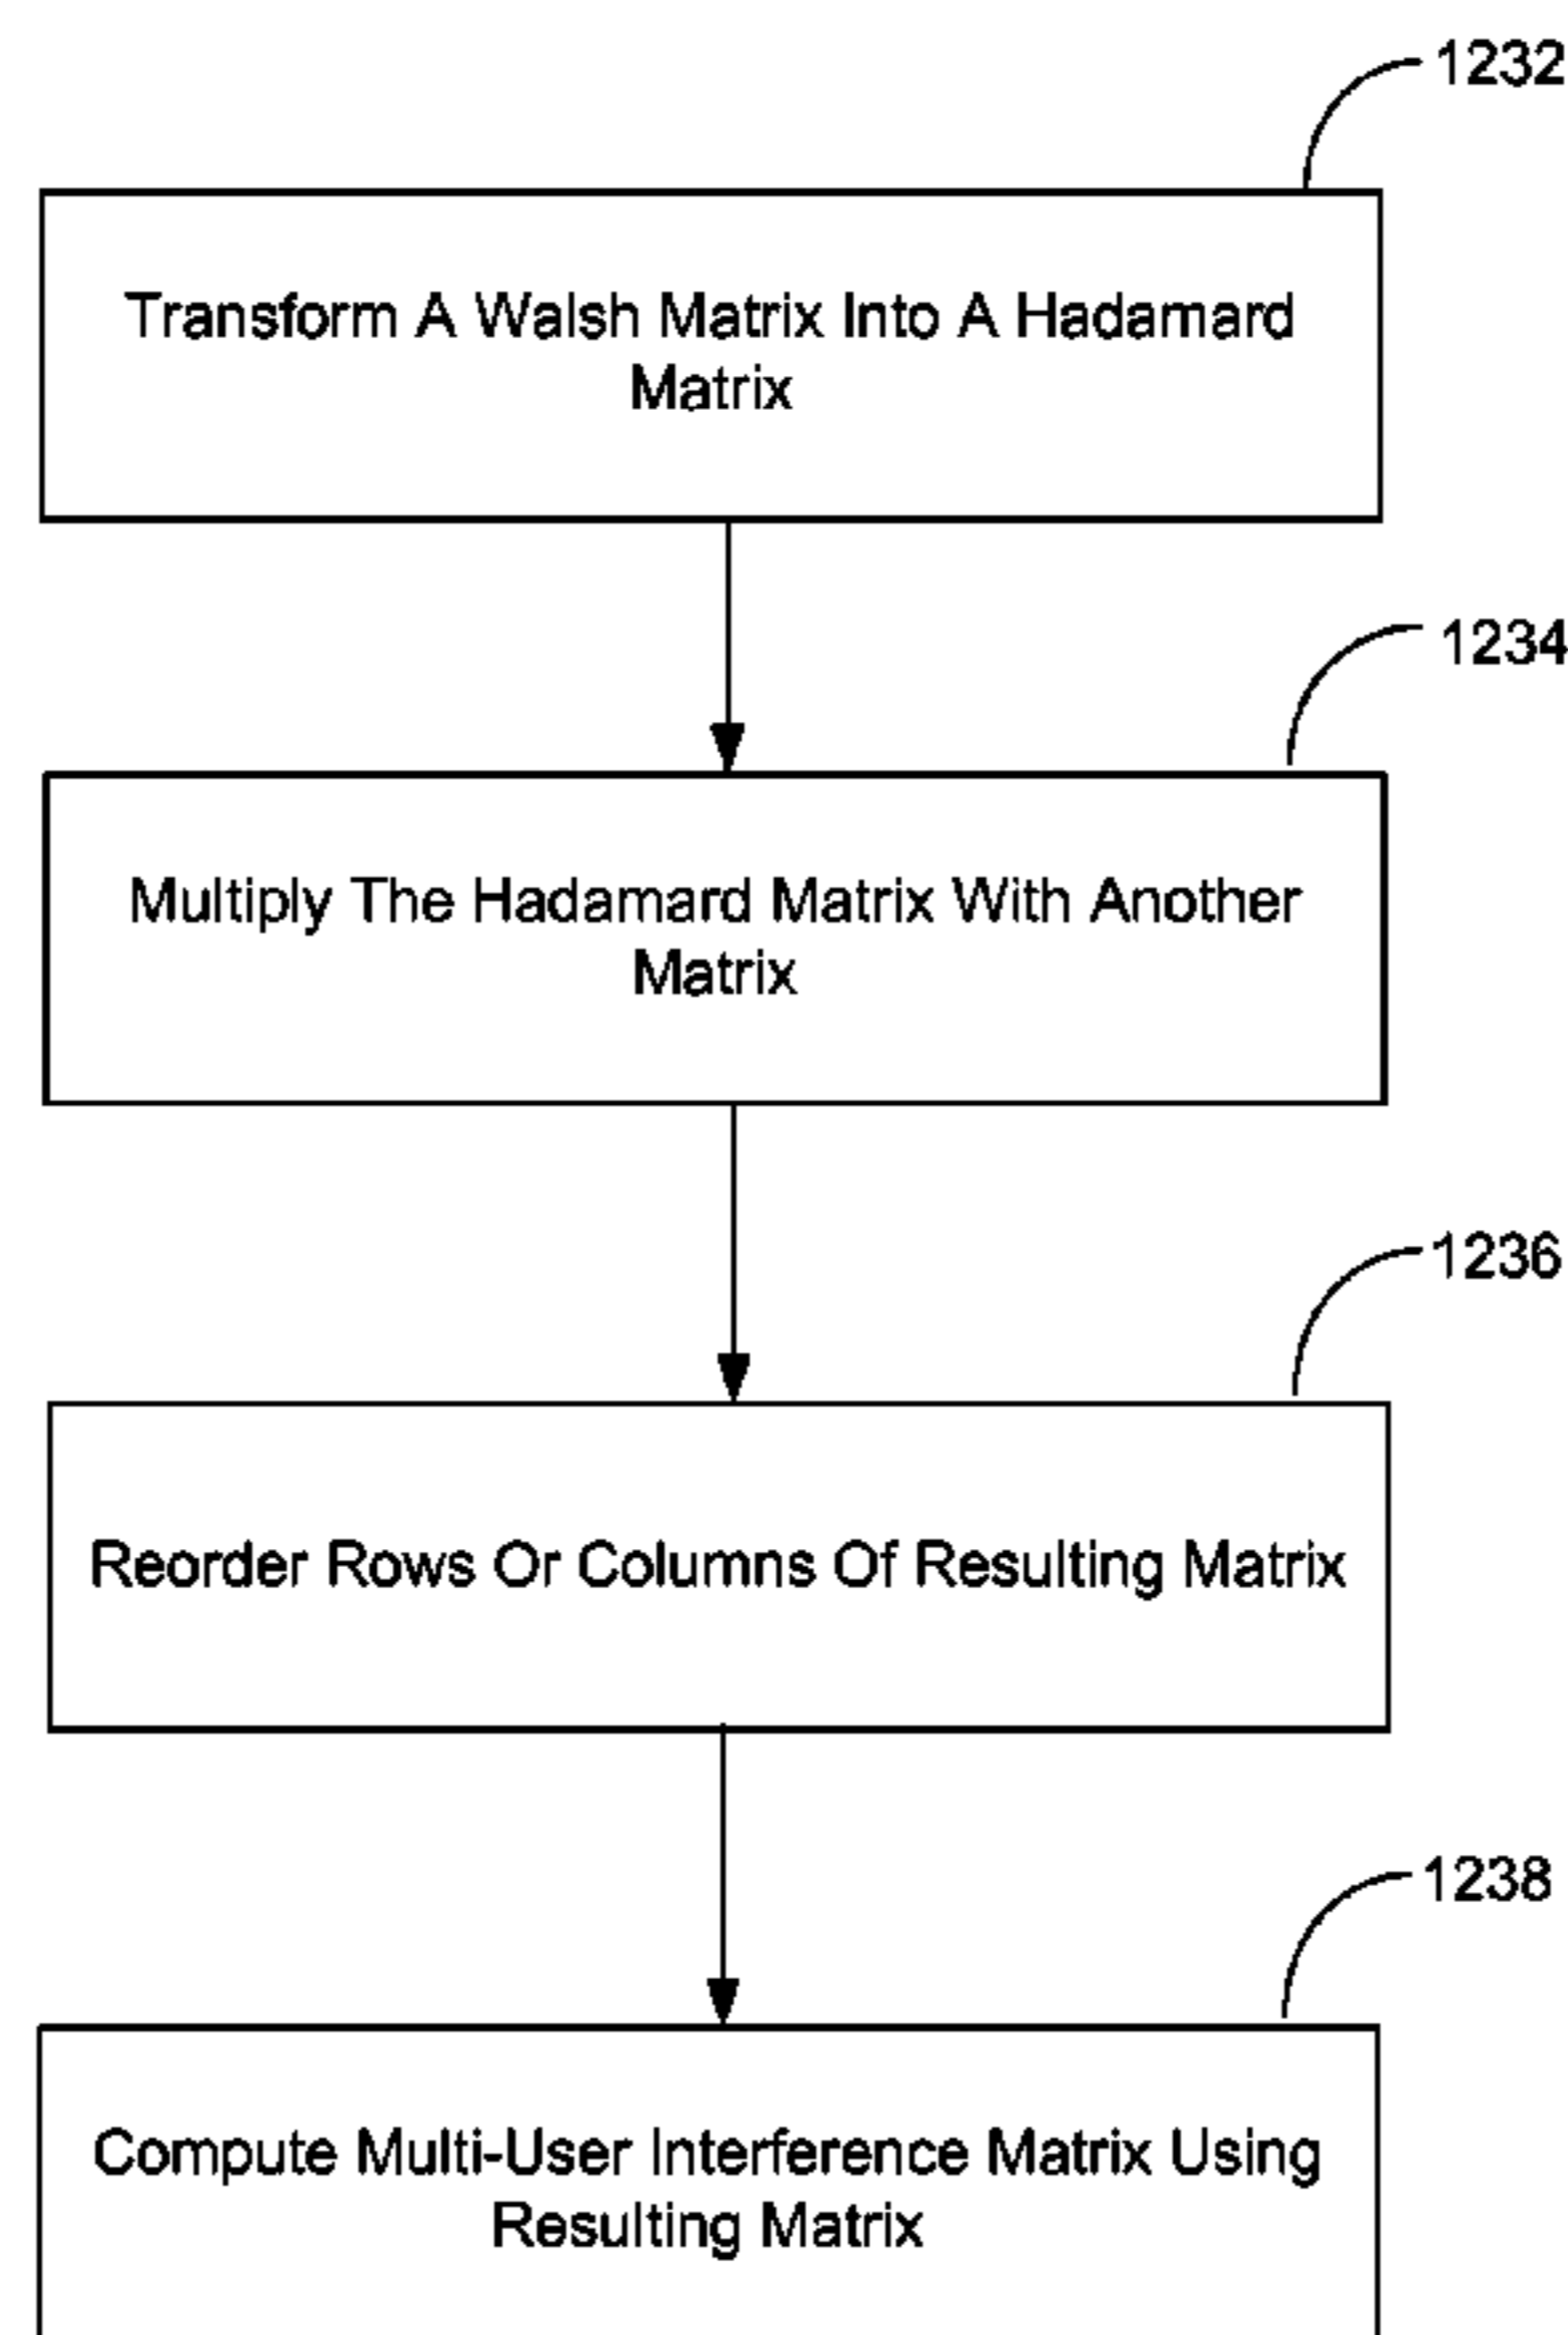 1232
Transform A Walsh Matrix Into A Hadamard
Matrix
1234
Multiply The Hadamard Matrix With Another
Matrix
1236
Reorder Rows Or Columns Of Resulting Matrix
1238
Compute Multi-User Interference Matrix Using
Resulting Matrix